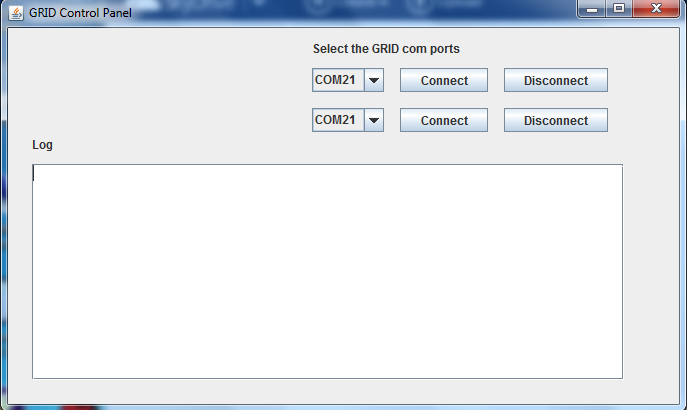 GRID Control Panel
Select the GRID com ports
COM21 Connect Disconnect
COM21 Connect Disconnect
Log